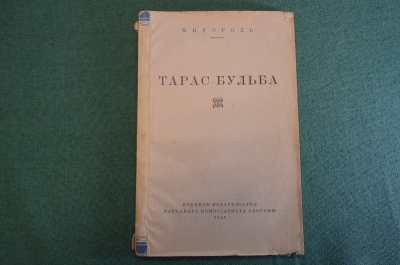 Н. В. ГОГОЛЬ
ТАРАС БУЛЬБА
ВОЕННОЕ ИЗДАТЕЛЬСТВО
НАРОДНОГО КОМИССАРИАТА ОБОРОНЫ